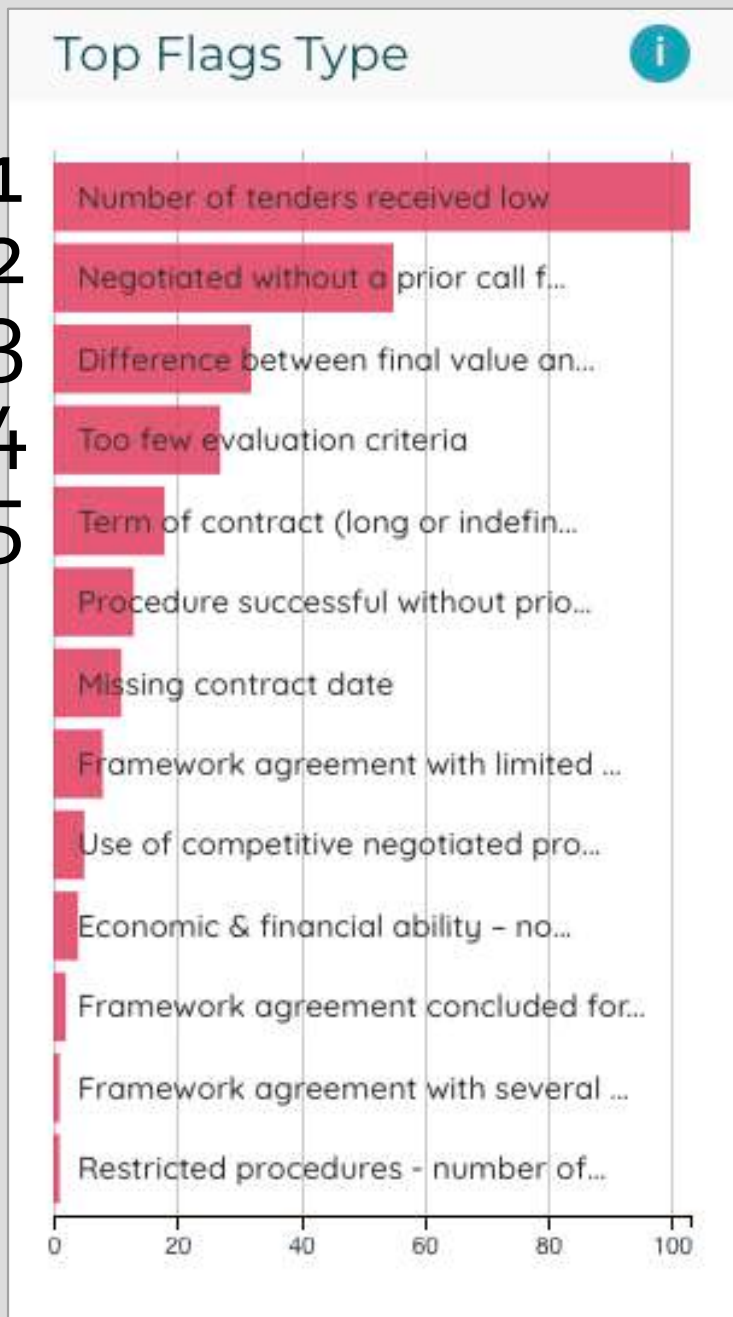 Top Flags Type
i
1 Number of tenders received low
2 Negotiated without a prior call f...
3 Difference between final value an...
4 Too few evaluation criteria
5 Term of contract (long or indefin...
Procedure successful without prio...
Missing contract date
Framework agreement with limited ...
Use of competitive negotiated pro...
Economic & financial ability – no...
Framework agreement concluded for...
Framework agreement with several ...
Restricted procedures - number of...
0 20 40 60 80 100